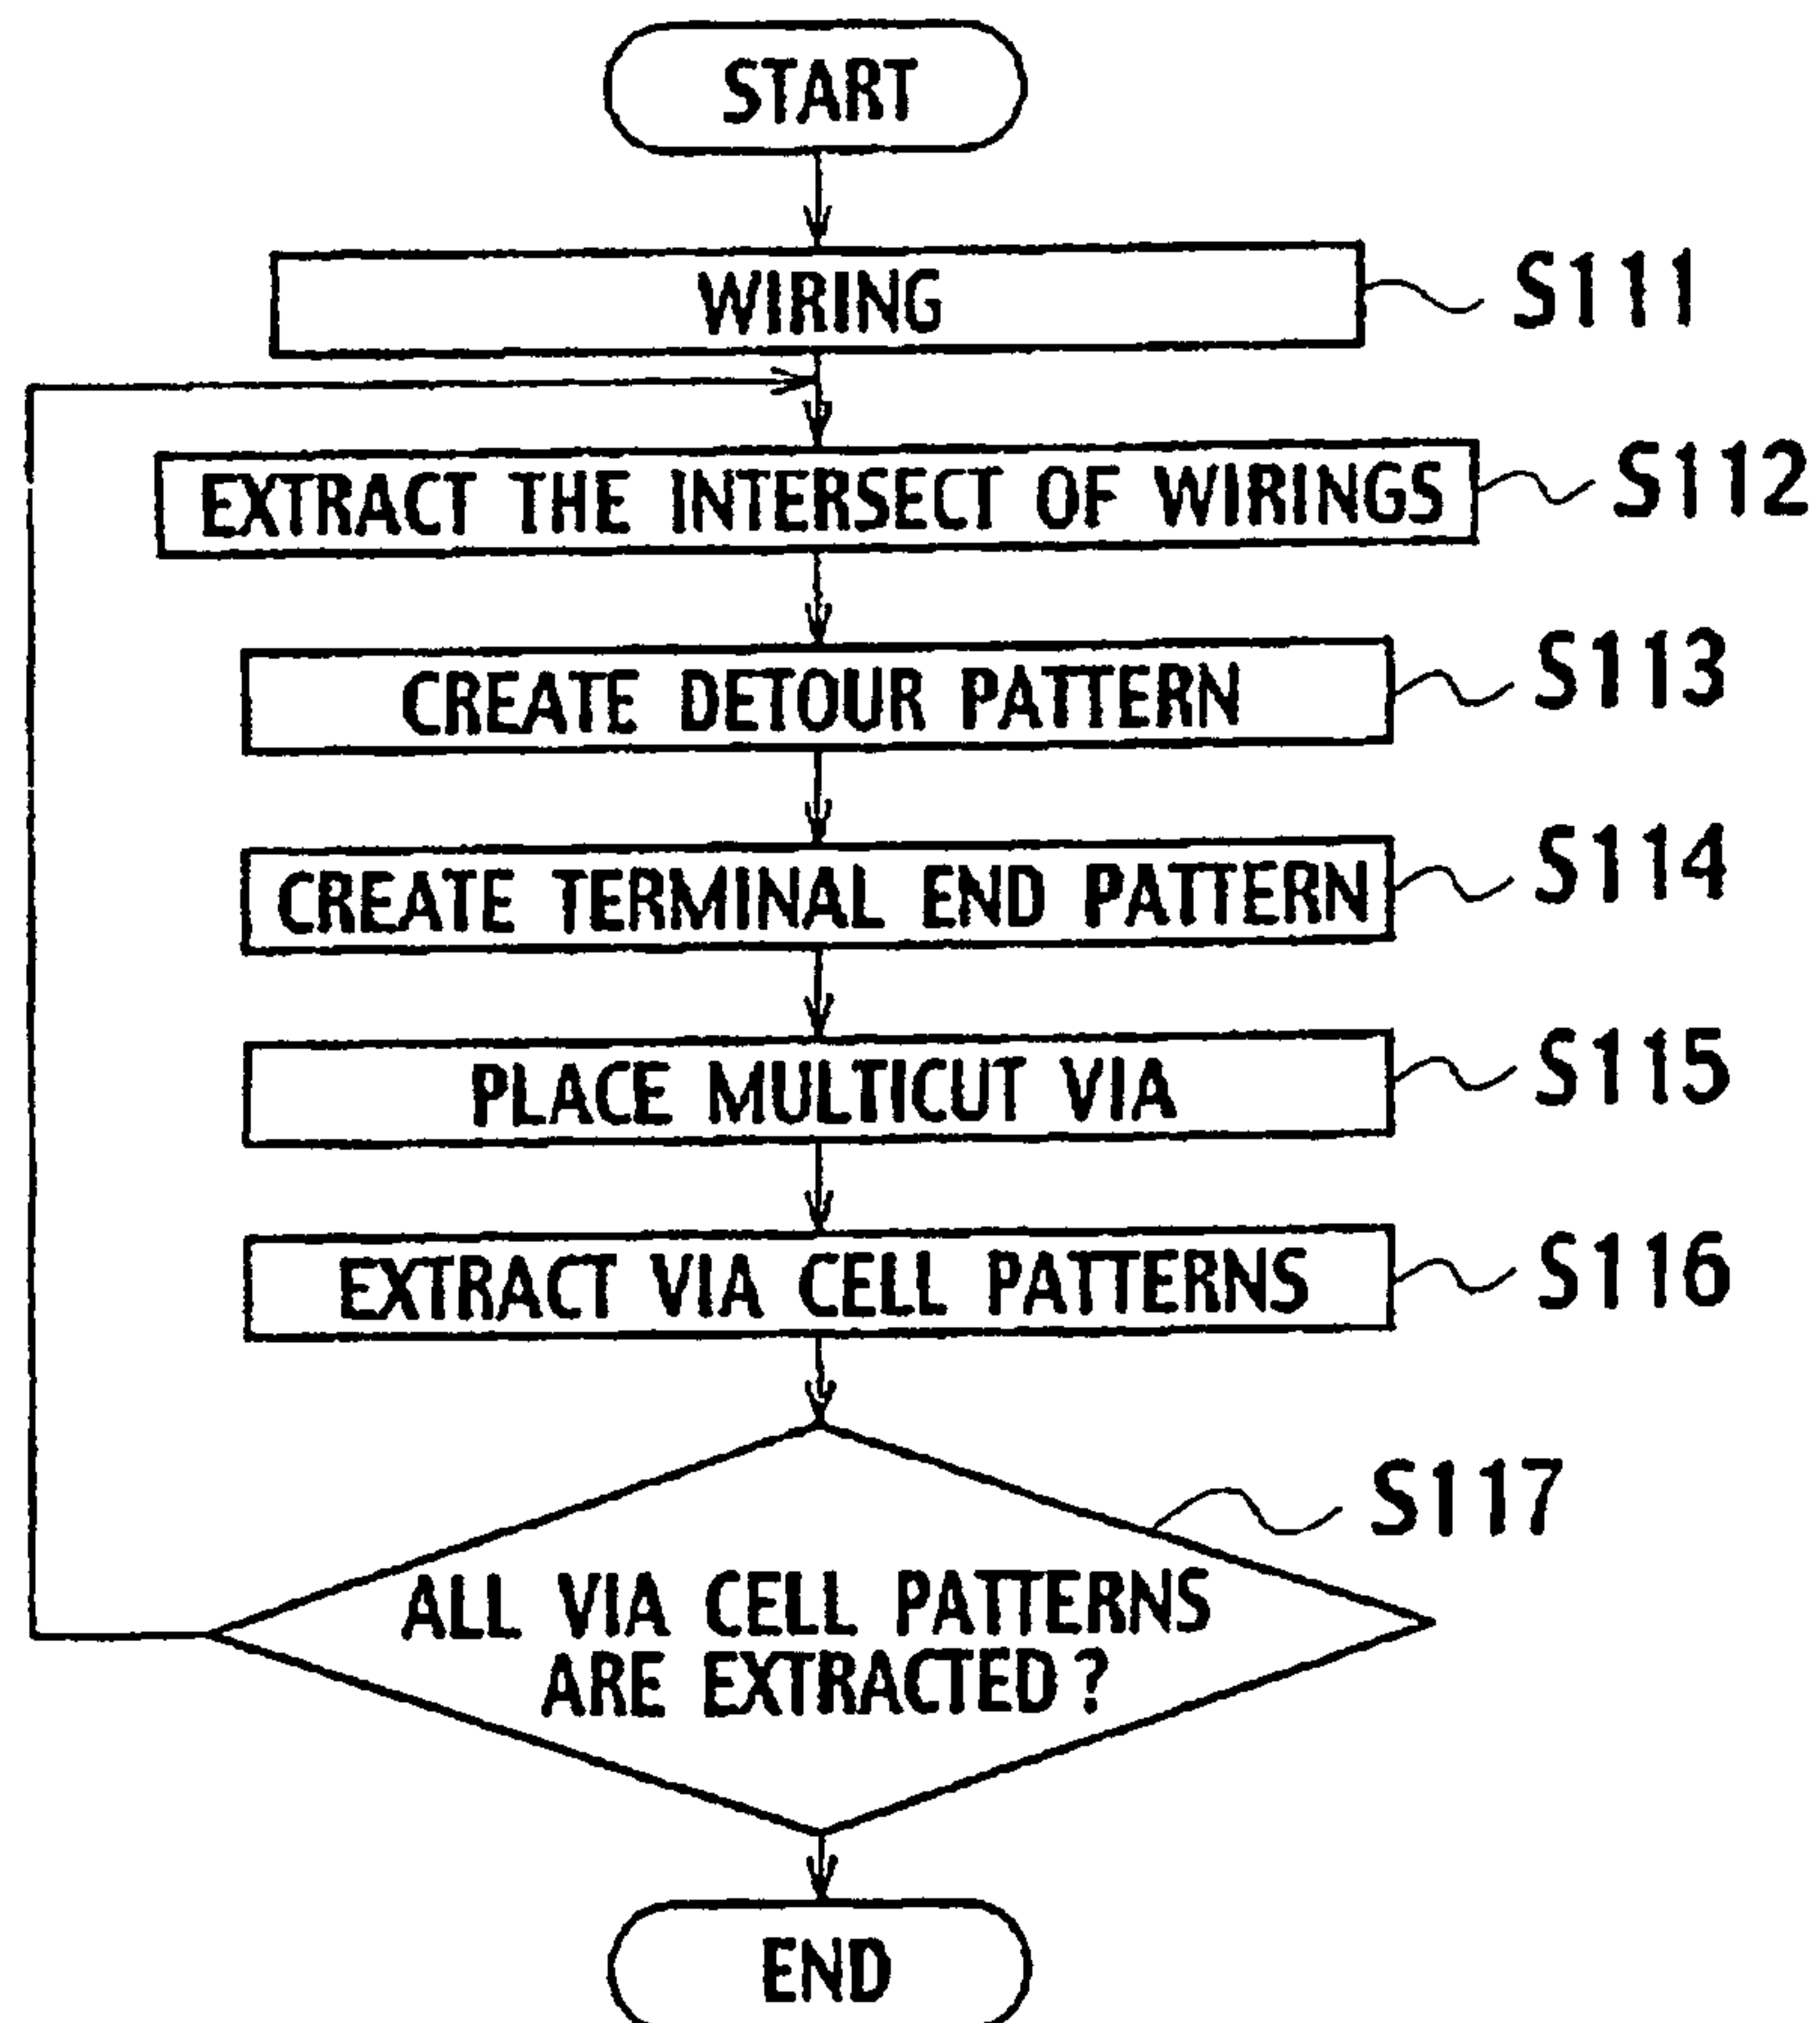 START
WIRING
S111
EXTRACT THE INTERSECT OF WIRINGS
S112
CREATE DETOUR PATTERN
S113
CREATE TERMINAL END PATTERN
S114
PLACE MULTICUT VIA
S115
EXTRACT VIA CELL PATTERNS
S116
S117
ALL VIA CELL PATTERNS
ARE EXTRACTED?
END